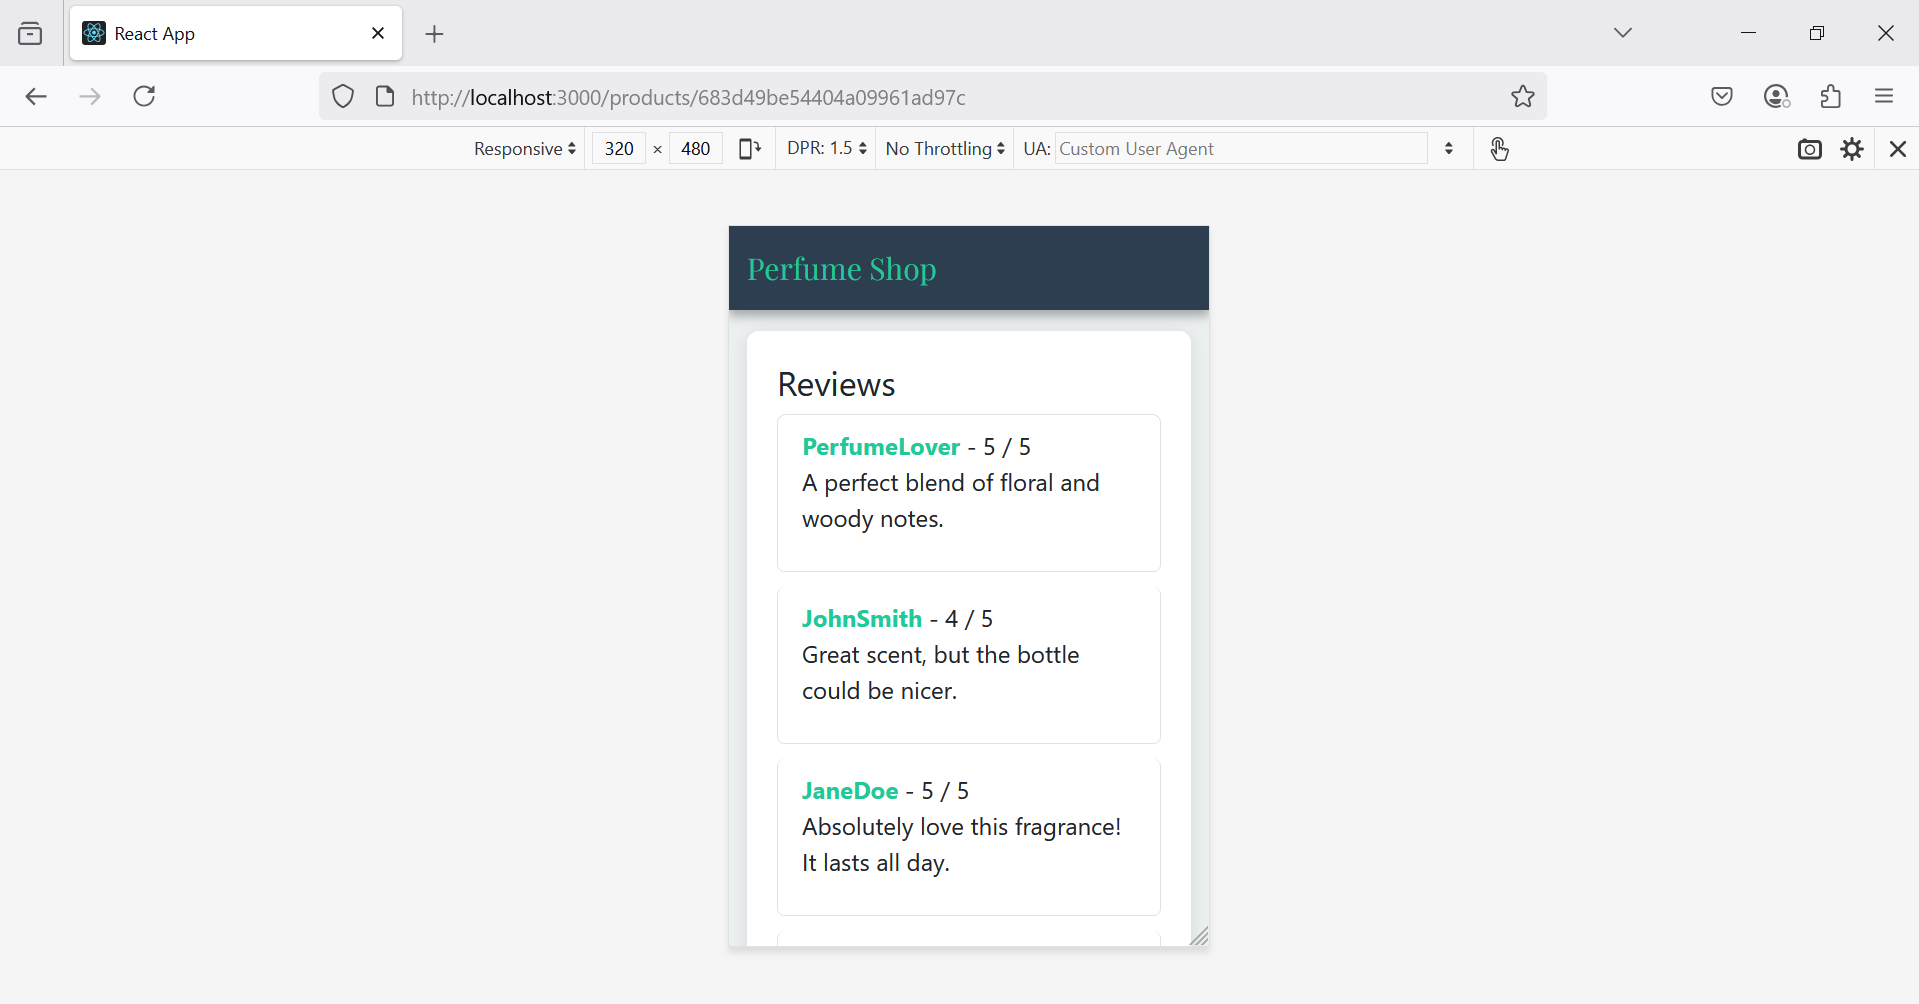 React App
http://localhost:3000/products/683d49be54404a09961ad97c
Responsive 320 × 480 DPR: 1.5 No Throttling UA: Custom User Agent
Perfume Shop
Reviews
PerfumeLover - 5 / 5
A perfect blend of floral and
woody notes.
JohnSmith - 4 / 5
Great scent, but the bottle
could be nicer.
JaneDoe - 5 / 5
Absolutely love this fragrance!
It lasts all day.